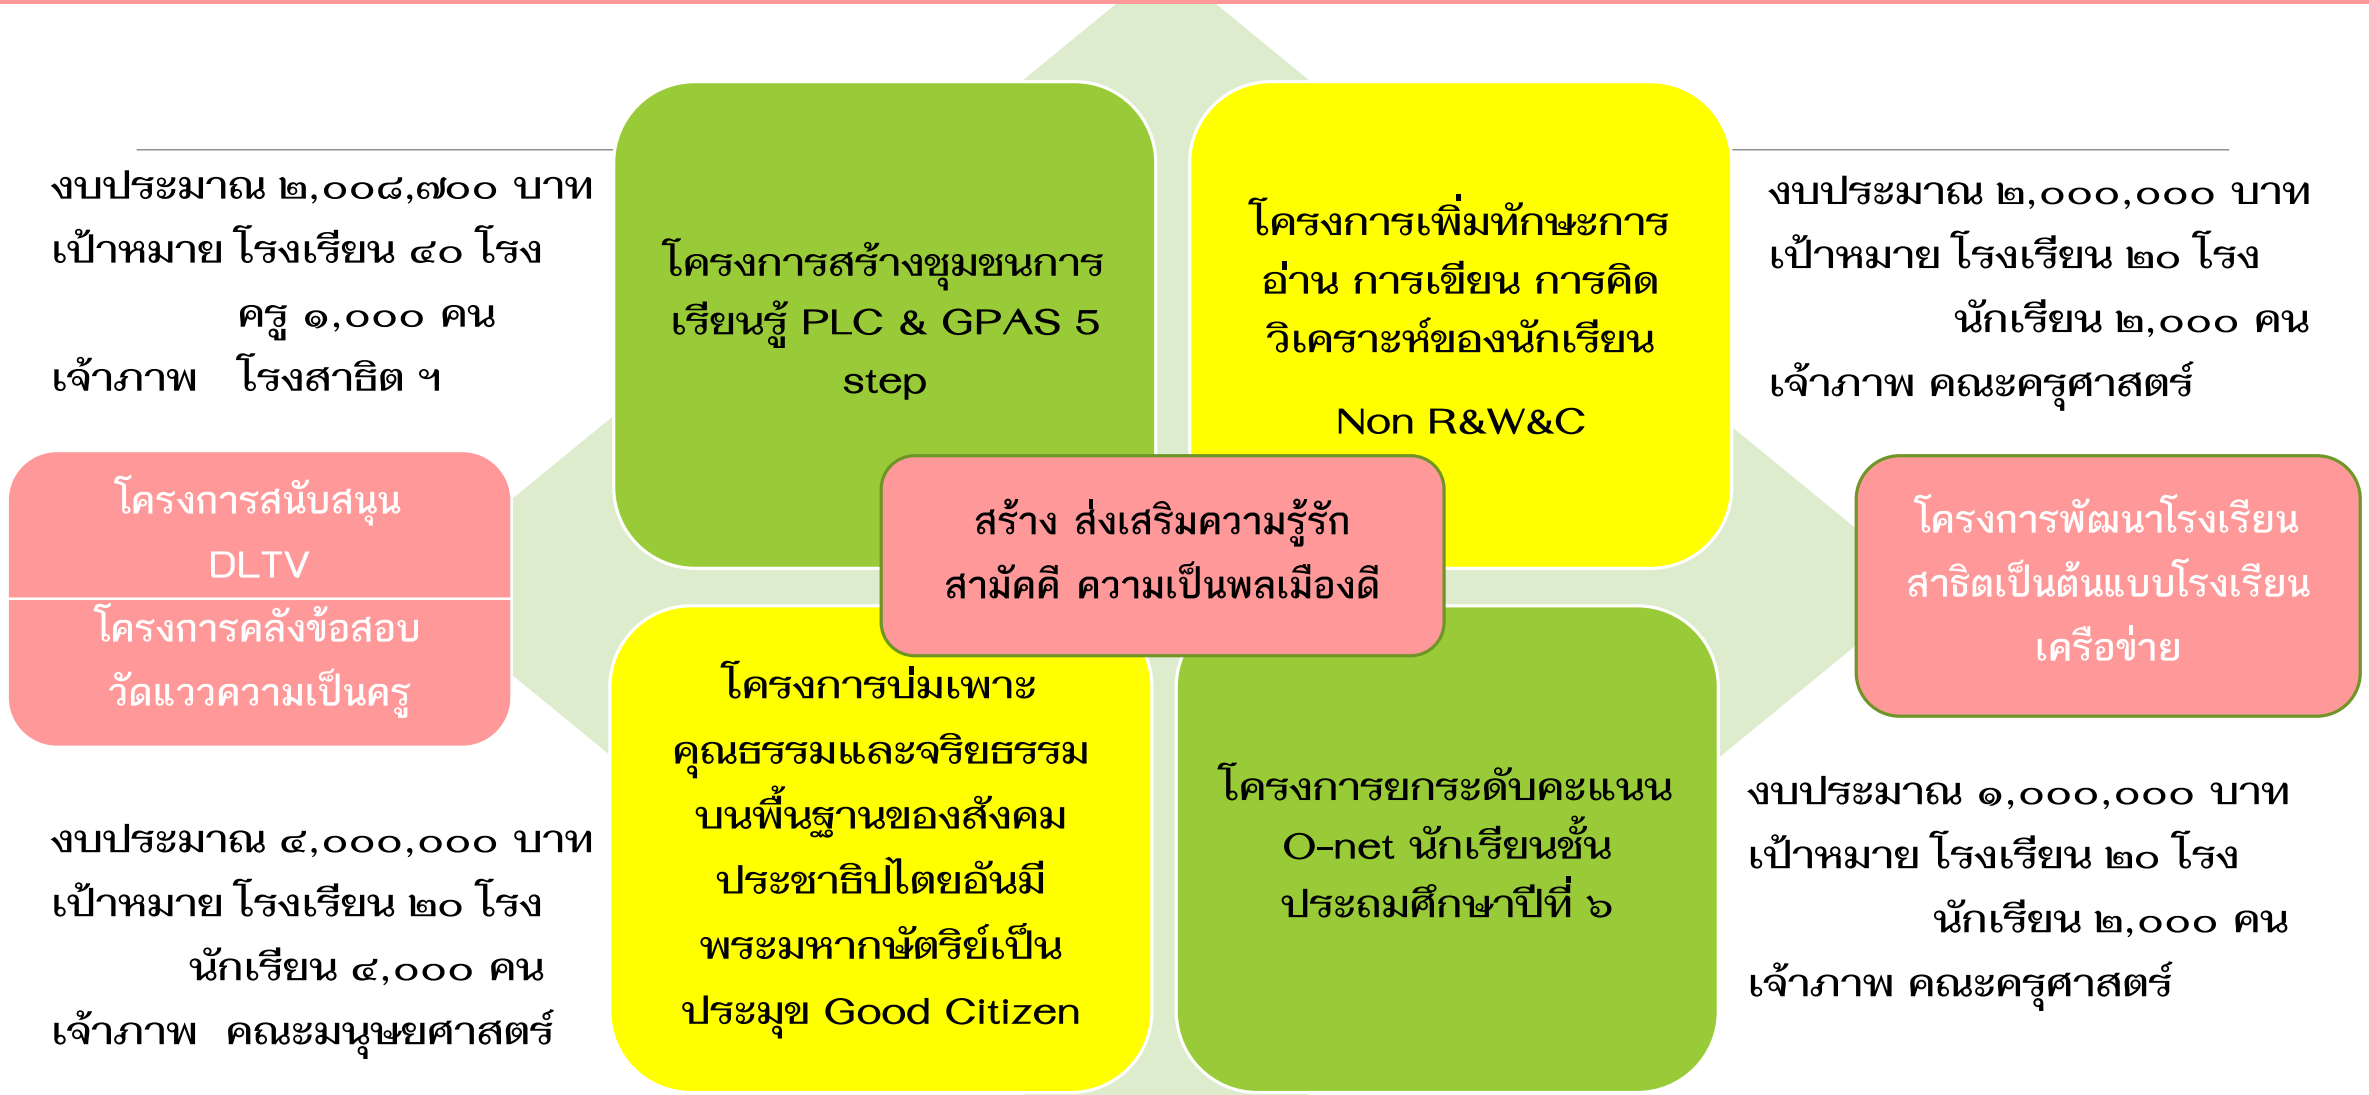 งบประมาณ ๒,๐๐๘,๗๐๐ บาท
เป้าหมาย โรงเรียน ๔๐ โรง
ครู ๑,๐๐๐ คน
เจ้าภาพ โรงสาธิต ฯ
โครงการสร้างชุมชนการ
เรียนรู้ PLC & GPAS 5
step
โครงการเพิ่มทักษะการ
อ่าน การเขียน การคิด
วิเคราะห์ของนักเรียน
Non R&W&C
งบประมาณ ๒,๐๐๐,๐๐๐ บาท
เป้าหมาย โรงเรียน ๒๐ โรง
นักเรียน ๒,๐๐๐ คน
เจ้าภาพ คณะครุศาสตร์
โครงการสนับสนุน
DLTV
โครงการคลังข้อสอบ
วัดแววความเป็นครู
สร้าง ส่งเสริมความรู้รัก
สามัคคี ความเป็นพลเมืองดี
โครงการพัฒนาโรงเรียน
สาธิตเป็นต้นแบบโรงเรียน
เครือข่าย
งบประมาณ ๔,๐๐๐,๐๐๐ บาท
เป้าหมาย โรงเรียน ๒๐ โรง
นักเรียน ๔,๐๐๐ คน
เจ้าภาพ คณะมนุษยศาสตร์
โครงการบ่มเพาะ
คุณธรรมและจริยธรรม
บนพื้นฐานของสังคม
ประชาธิปไตยอันมี
พระมหากษัตริย์เป็น
ประมุข Good Citizen
โครงการยกระดับคะแนน
O-net นักเรียนชั้น
ประถมศึกษาปีที่ ๖
งบประมาณ ๑,๐๐๐,๐๐๐ บาท
เป้าหมาย โรงเรียน ๒๐ โรง
นักเรียน ๒,๐๐๐ คน
เจ้าภาพ คณะครุศาสตร์